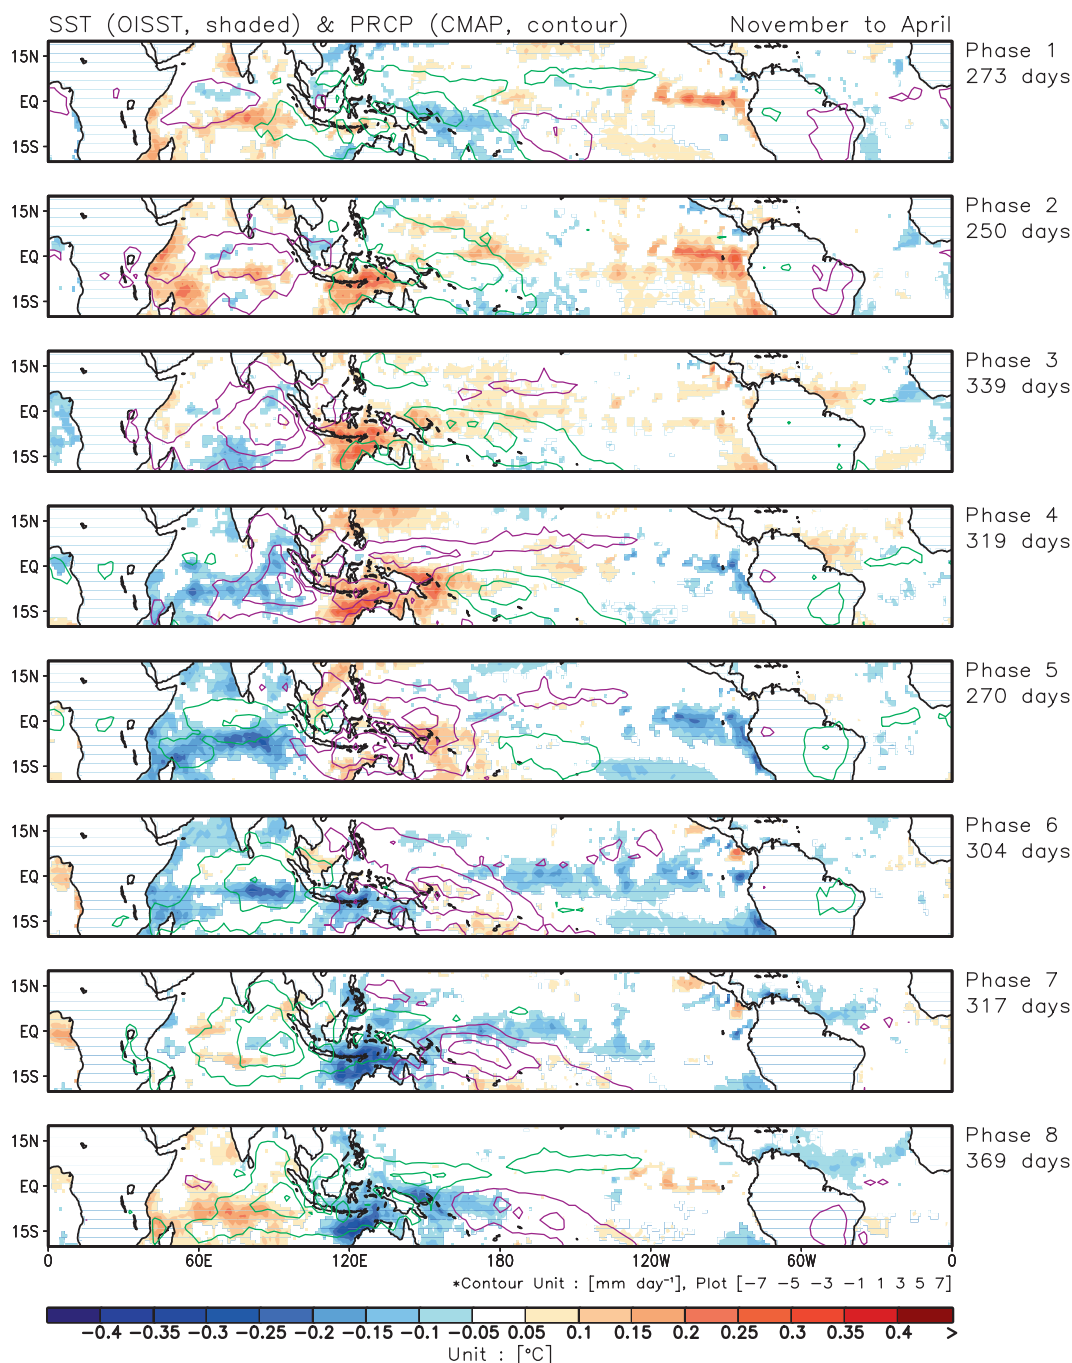 SST (OISST, shaded) & PRCP (CMAP, contour) November to April
15N
EQ
15S
Phase 1
273 days
15N
EQ
15S
Phase 2
250 days
15N
EQ
15S
Phase 3
339 days
15N
EQ
15S
Phase 4
319 days
15N
EQ
15S
Phase 5
270 days
15N
EQ
15S
Phase 6
304 days
15N
EQ
15S
Phase 7
317 days
15N
EQ
15S
Phase 8
369 days
0 60E 120E 180 120W 60W 0
*Contour Unit : [mm day⁻¹], Plot [−7 −5 −3 −1 1 3 5 7]
−0.4 −0.35 −0.3 −0.25 −0.2 −0.15 −0.1 −0.05 0.05 0.1 0.15 0.2 0.25 0.3 0.35 0.4 >
Unit : [°C]